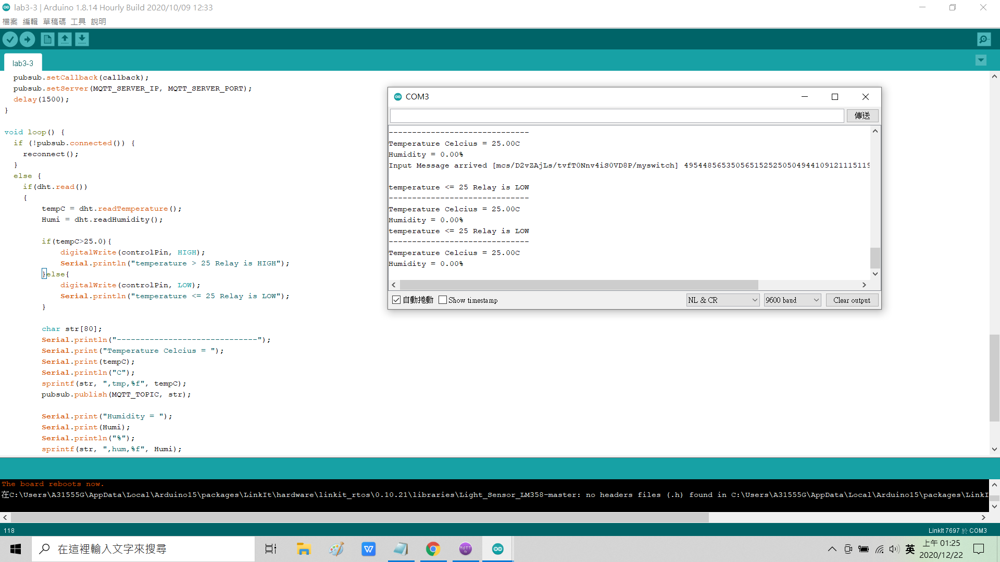 lab3-3 | Arduino 1.8.14 Hourly Build 2020/10/09 12:33
檔案 編輯 草稿碼 工具 說明
lab3-3
pubsub.setCallback(callback);
pubsub.setServer(MQTT_SERVER_IP, MQTT_SERVER_PORT);
delay(1500);
}
void loop() {
if (!pubsub.connected()) {
reconnect();
}
else {
if(dht.read())
{
tempC = dht.readTemperature();
Humi = dht.readHumidity();
if(tempC>25.0){
digitalWrite(controlPin, HIGH);
Serial.println("temperature > 25 Relay is HIGH");
}else{
digitalWrite(controlPin, LOW);
Serial.println("temperature <= 25 Relay is LOW");
}
char str[80];
Serial.println("------------------------------");
Serial.print("Temperature Celcius = ");
Serial.print(tempC);
Serial.println("C");
sprintf(str, ",tmp,%f", tempC);
pubsub.publish(MQTT_TOPIC, str);
Serial.print("Humidity = ");
Serial.print(Humi);
Serial.println("%");
sprintf(str, ",hum,%f", Humi);
COM3
傳送
------------------------------
Temperature Celcius = 25.00C
Humidity = 0.00%
Input Message arrived [mcs/D2vZAjLs/tvfT0Nnv4iS0VD8P/myswitch] 4954485653505651525250504944109121115119
temperature <= 25 Relay is LOW
------------------------------
Temperature Celcius = 25.00C
Humidity = 0.00%
temperature <= 25 Relay is LOW
------------------------------
Temperature Celcius = 25.00C
Humidity = 0.00%
自動捲動 Show timestamp NL & CR 9600 baud Clear output
The board reboots now.
在C:\Users\A31555G\AppData\Local\Arduino15\packages\LinkIt\hardware\linkit_rtos\0.10.21\libraries\Light_Sensor_LM358-master: no headers files (.h) found in C:\Users\A31555G\AppData\Local\Arduino15\packages\LinkI
118
LinkIt 7697 於 COM3
在這裡輸入文字來搜尋
英
上午 01:25
2020/12/22